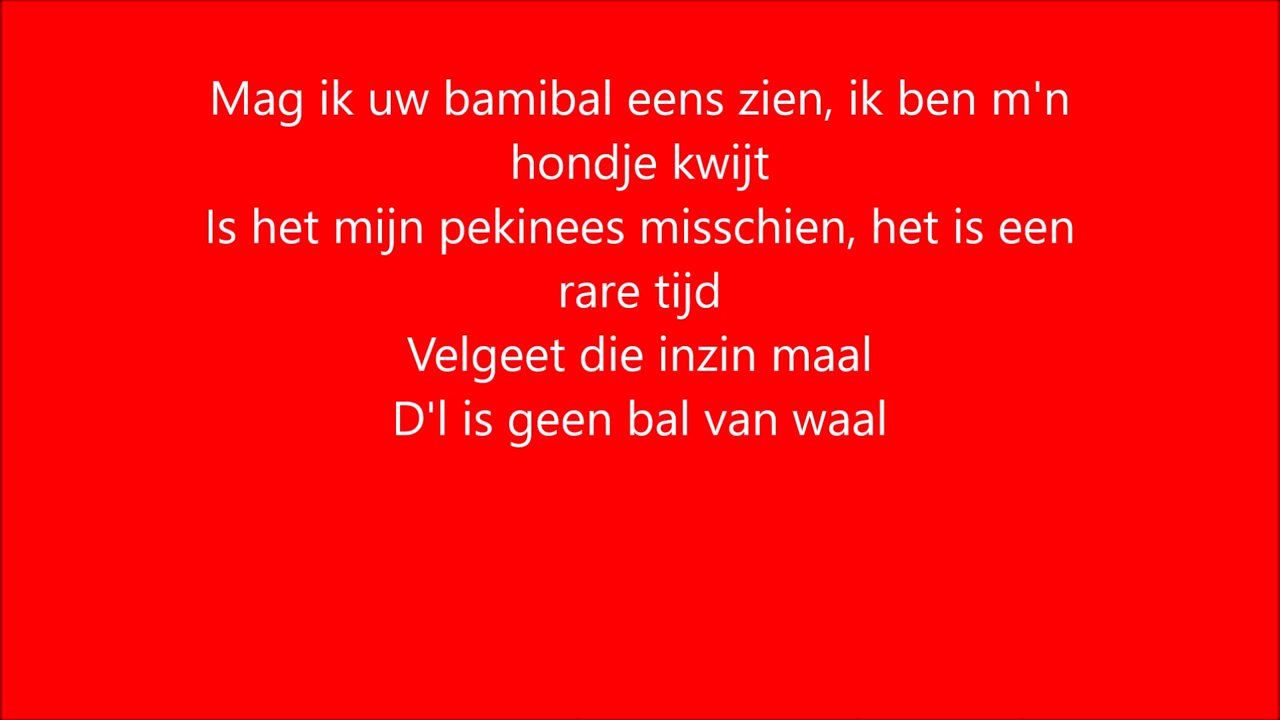 Mag ik uw bamibal eens zien, ik ben m'n
hondje kwijt
Is het mijn pekinees misschien, het is een
rare tijd
Velgeet die inzin maal
D'l is geen bal van waal